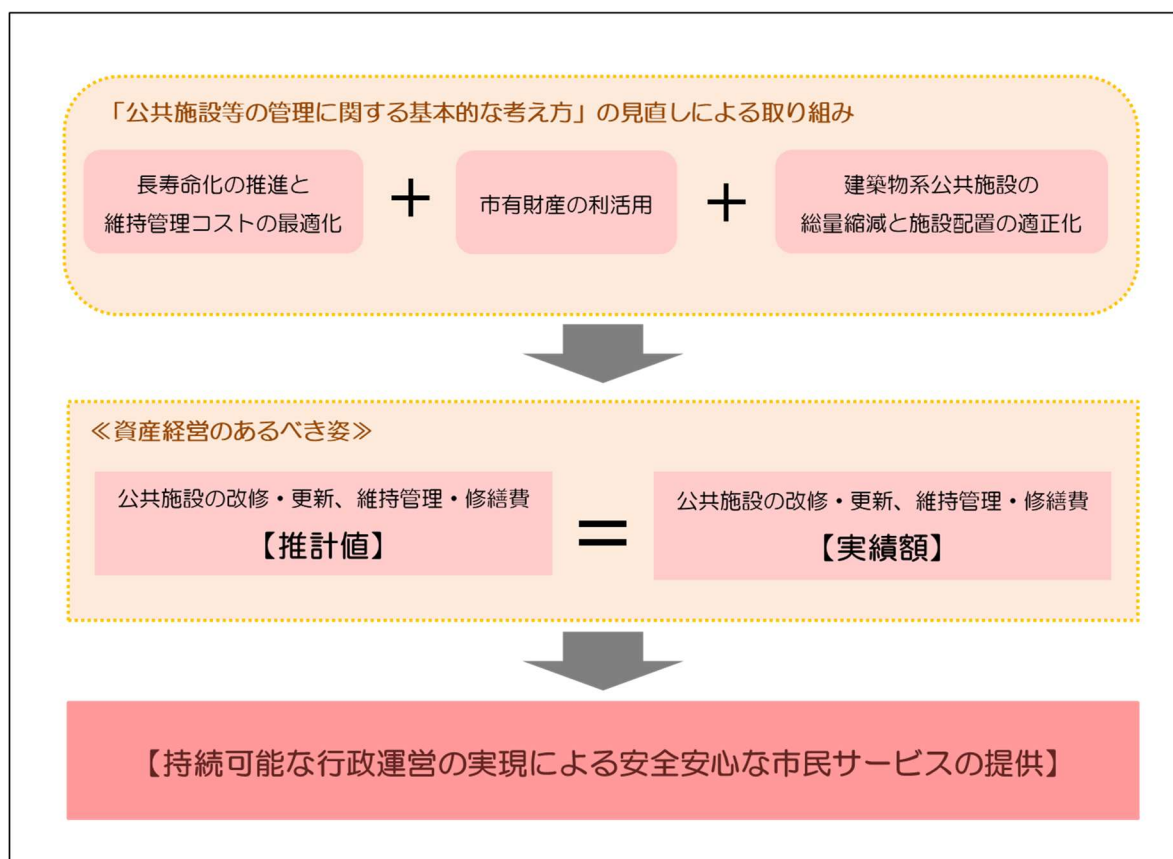 「公共施設等の管理に関する基本的な考え方」の見直しによる取り組み
長寿命化の推進と
維持管理コストの最適化
+
市有財産の利活用
+
建築物系公共施設の
総量縮減と施設配置の適正化
≪資産経営のあるべき姿≫
公共施設の改修・更新、維持管理・修繕費
【推計値】
=
公共施設の改修・更新、維持管理・修繕費
【実績額】
【持続可能な行政運営の実現による安全安心な市民サービスの提供】